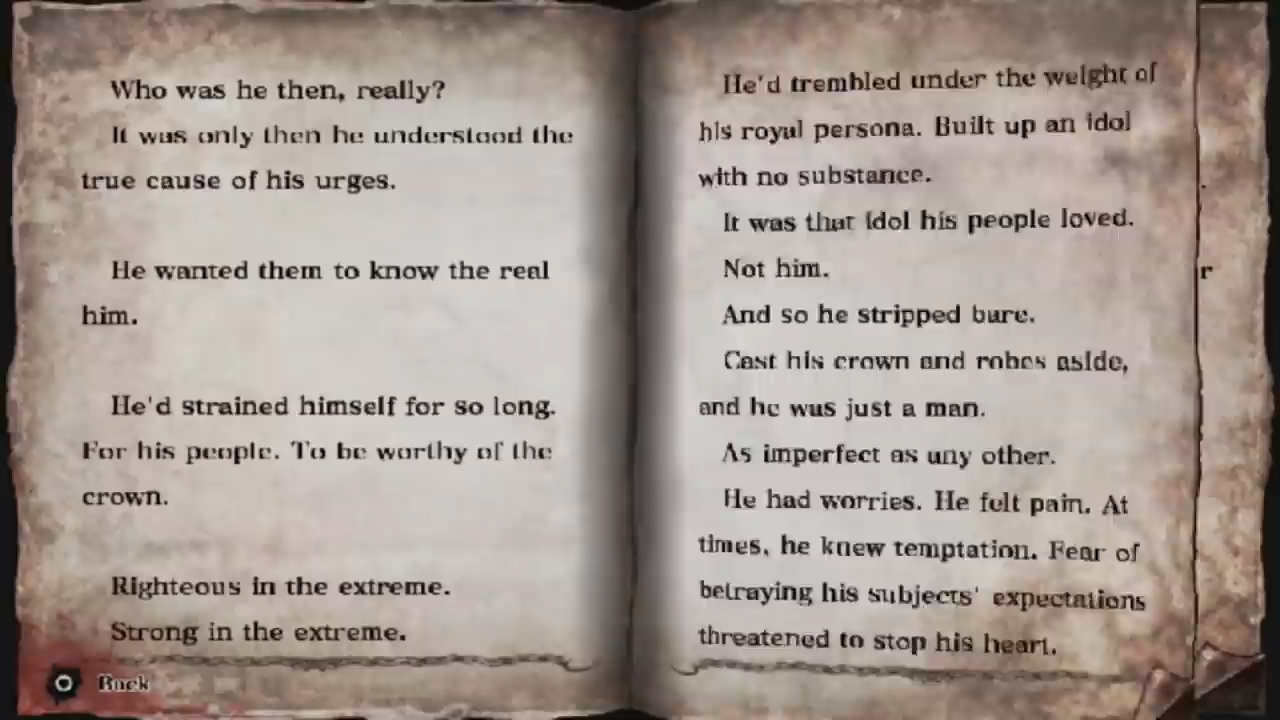 Who was he then, really?
It was only then he understood the
true cause of his urges.
He wanted them to know the real
him.
He'd strained himself for so long.
For his people. To be worthy of the
crown.
Righteous in the extreme.
Strong in the extreme.
He'd trembled under the weight of
his royal persona. Built up an idol
with no substance.
It was that idol his people loved.
Not him.
And so he stripped bare.
Cast his crown and robes aside,
and he was just a man.
As imperfect as any other.
He had worries. He felt pain. At
times, he knew temptation. Fear of
betraying his subjects' expectations
threatened to stop his heart.
.
r
Back